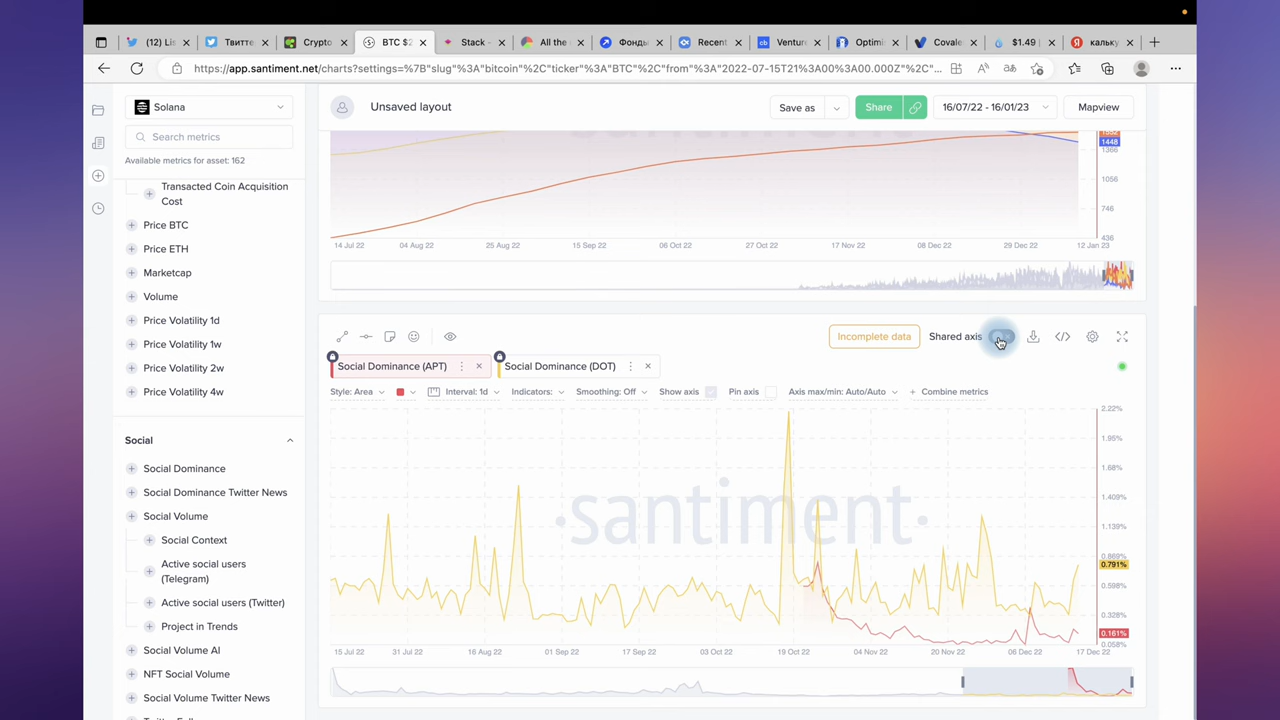 (12) Lis
Твитте
Crypto
BTC $2
Stack -
All the
Фонды
Recent
Ventur
Optimi
Covale
$1.49
кальку
https://app.santiment.net/charts?settings=%7B"slug"%3A"bitcoin"%2C"ticker"%3A"BTC"%2C"from"%3A"2022-07-15T21%3A00%3A00.000Z"%2C"...
Solana
Search metrics
Available metrics for asset: 162
Transacted Coin Acquisition
Cost
Price BTC
Price ETH
Marketcap
Volume
Price Volatility 1d
Price Volatility 1w
Price Volatility 2w
Price Volatility 4w
Social
Social Dominance
Social Dominance Twitter News
Social Volume
Social Context
Active social users
(Telegram)
Active social users (Twitter)
Project in Trends
Social Volume AI
NFT Social Volume
Social Volume Twitter News
Unsaved layout
Save as
Share
16/07/22 - 16/01/23
Mapview
1448
1366
1056
746
436
14 Jul 22
04 Aug 22
25 Aug 22
15 Sep 22
06 Oct 22
27 Oct 22
17 Nov 22
08 Dec 22
29 Dec 22
12 Jan 23
Incomplete data
Shared axis
Social Dominance (APT)
Social Dominance (DOT)
Style: Area
Interval: 1d
Indicators:
Smoothing: Off
Show axis
Pin axis
Axis max/min: Auto/Auto
Combine metrics
·santiment·
2.22%
1.95%
1.68%
1.409%
1.139%
0.869%
0.791%
0.598%
0.328%
0.161%
0.058%
15 Jul 22
31 Jul 22
16 Aug 22
01 Sep 22
17 Sep 22
03 Oct 22
19 Oct 22
04 Nov 22
20 Nov 22
06 Dec 22
17 Dec 22